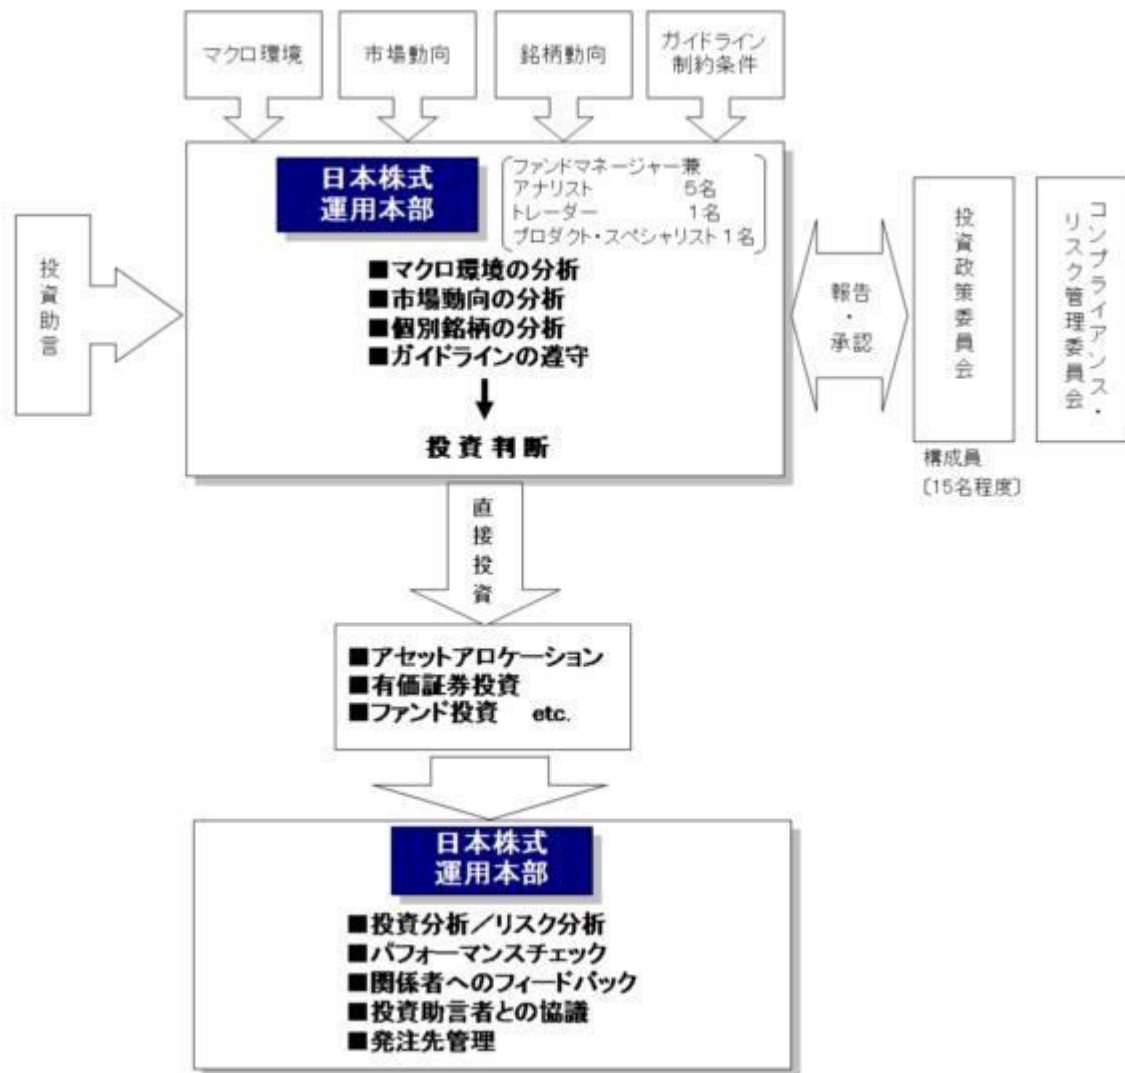 マクロ環境
市場動向
銘柄動向
ガイドライン
制約条件
日本株式
運用本部
ファンドマネージャー兼
アナリスト 5名
トレーダー 1名
プロダクト・スペシャリスト1名
■マクロ環境の分析
■市場動向の分析
■個別銘柄の分析
■ガイドラインの遵守
投資判断
投資助言
報告
・
承認
投資政策委員会
コンプライアンス・
リスク管理委員会
構成員
〔15名程度〕
直接投資
■アセットアロケーション
■有価証券投資
■ファンド投資 etc.
日本株式
運用本部
■投資分析／リスク分析
■パフォーマンスチェック
■関係者へのフィードバック
■投資助言者との協議
■発注先管理